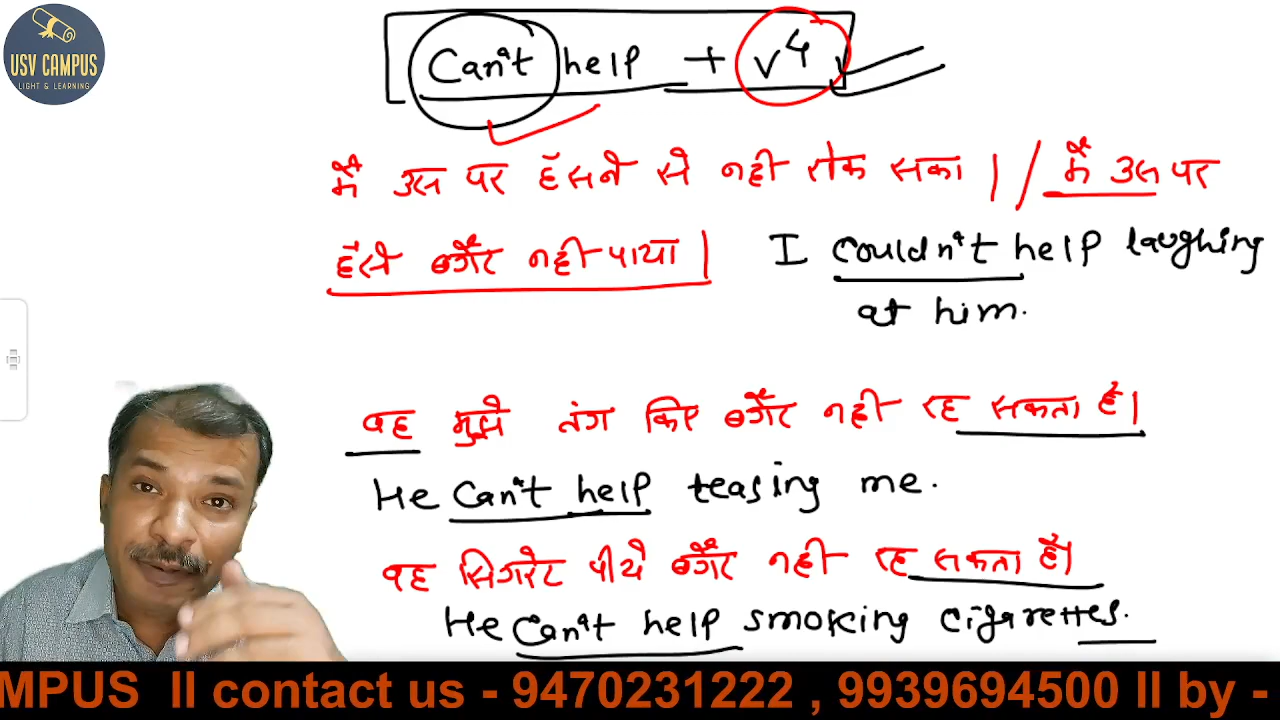 USV CAMPUS
LIGHT & LEARNING
Can't help + v4
मैं उस पर हँसने से नही रोक सका | / मैं उस पर
हँसे बगैर नही पाया |
I couldn't help laughing
at him.
वह मुझे तंग किए बगैर नही रह सकता है|
He can't help teasing me.
वह सिगरेट पीये बगैर नही रह सकता है|
He can't help smoking cigarettes.
MPUS II contact us - 9470231222 , 9939694500 II by -